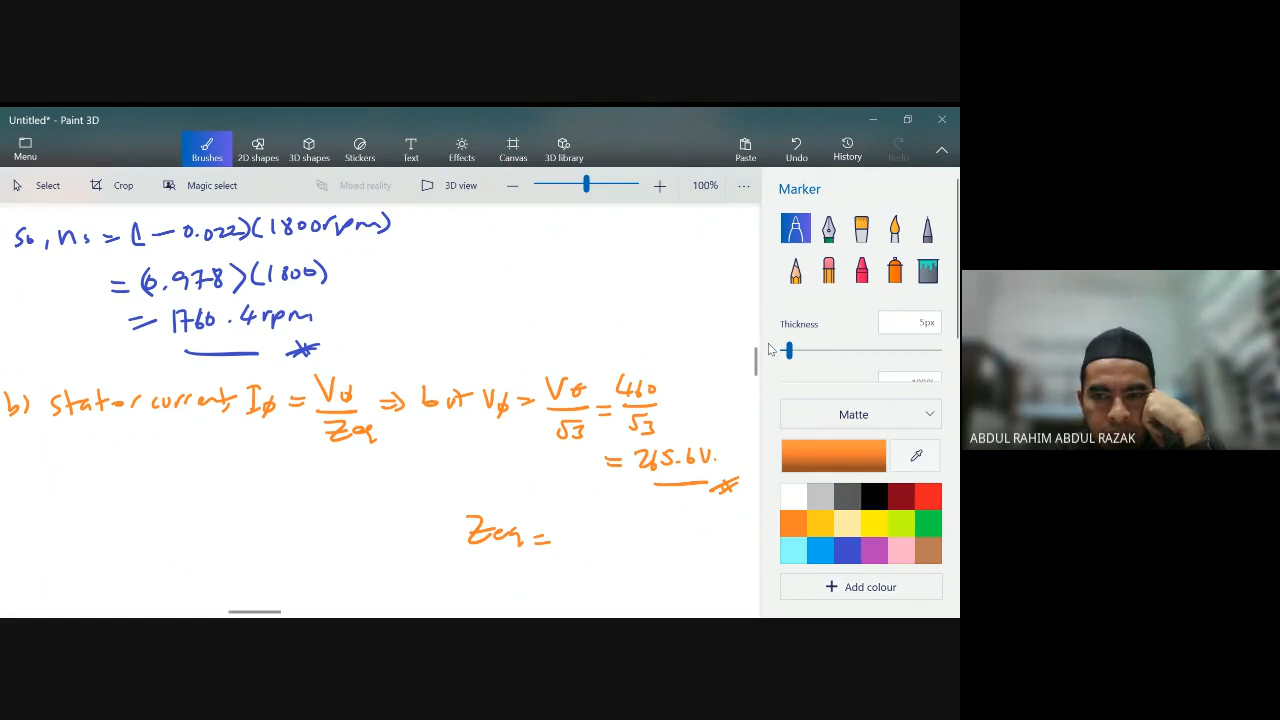 Untitled* - Paint 3D
Menu
Brushes
2D shapes
3D shapes
Stickers
Text
Effects
Canvas
3D library
Paste
Undo
History
Redo
Select
Crop
Magic select
Mixed reality
3D view
100%
Marker
Thickness
5px
Matte
Add colour
So, ns = (1 - 0.022)(1800rpm)
= (0.978)(1800)
= 1760.4rpm
b) stator current, Iφ = Vφ/Zeq ⇒ but Vφ = Vt/√3 = 460/√3
= 265.6V.
Zeq =
ABDUL RAHIM ABDUL RAZAK